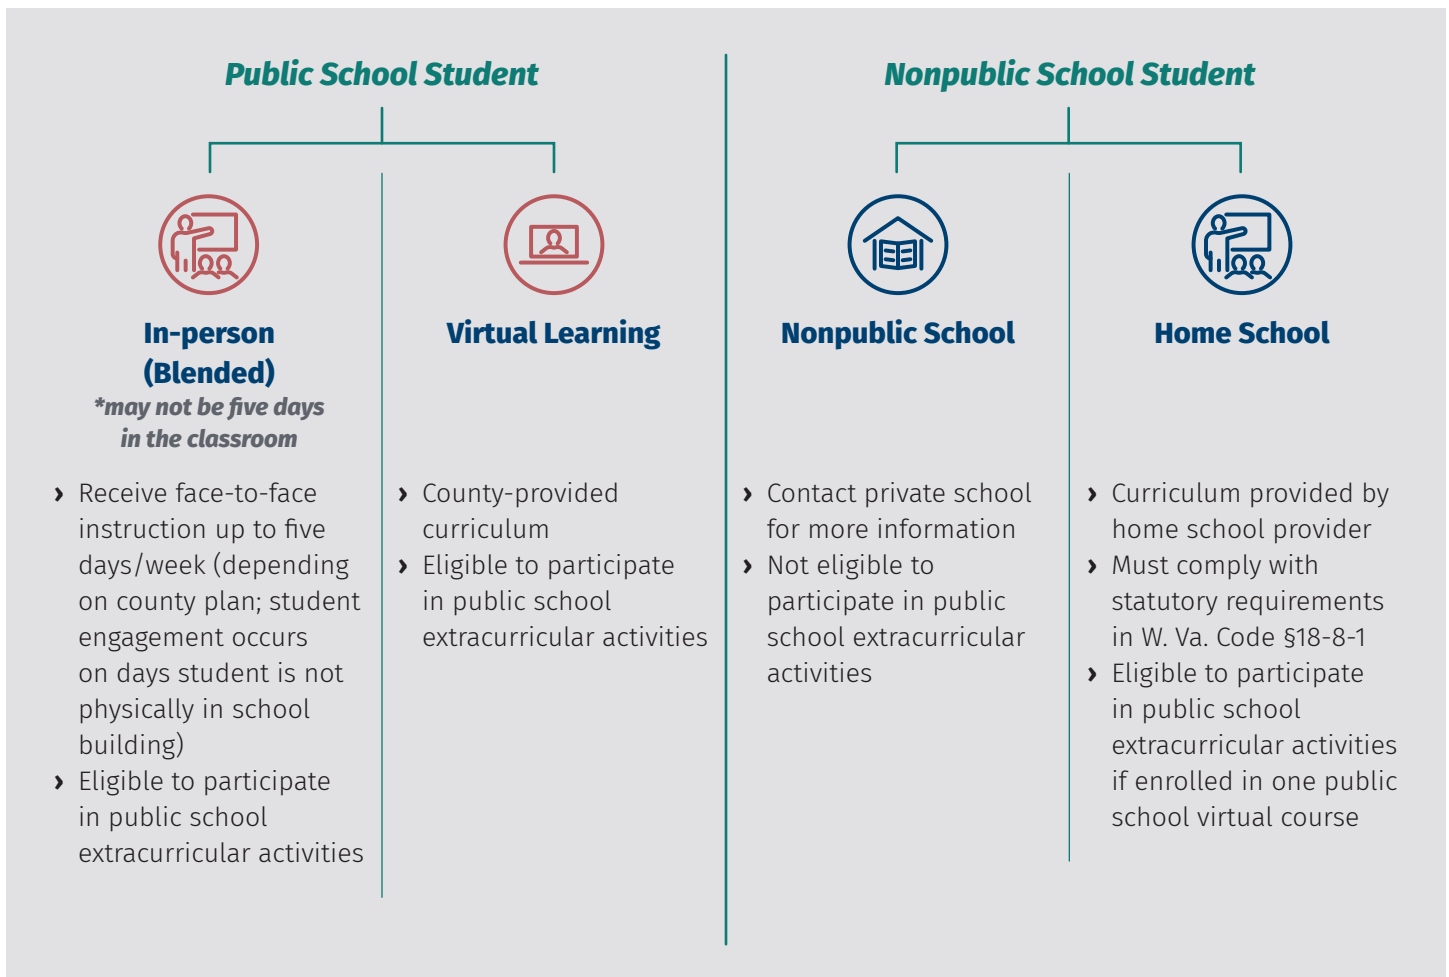 Public School Student
In-person
(Blended)
*may not be five days
in the classroom
› Receive face-to-face
instruction up to five
days/week (depending
on county plan; student
engagement occurs
on days student is not
physically in school
building)
› Eligible to participate
in public school
extracurricular activities
Virtual Learning
› County-provided
curriculum
› Eligible to participate
in public school
extracurricular activities
Nonpublic School Student
Nonpublic School
› Contact private school
for more information
› Not eligible to
participate in public
school extracurricular
activities
Home School
› Curriculum provided by
home school provider
› Must comply with
statutory requirements
in W. Va. Code §18-8-1
› Eligible to participate
in public school
extracurricular activities
if enrolled in one public
school virtual course